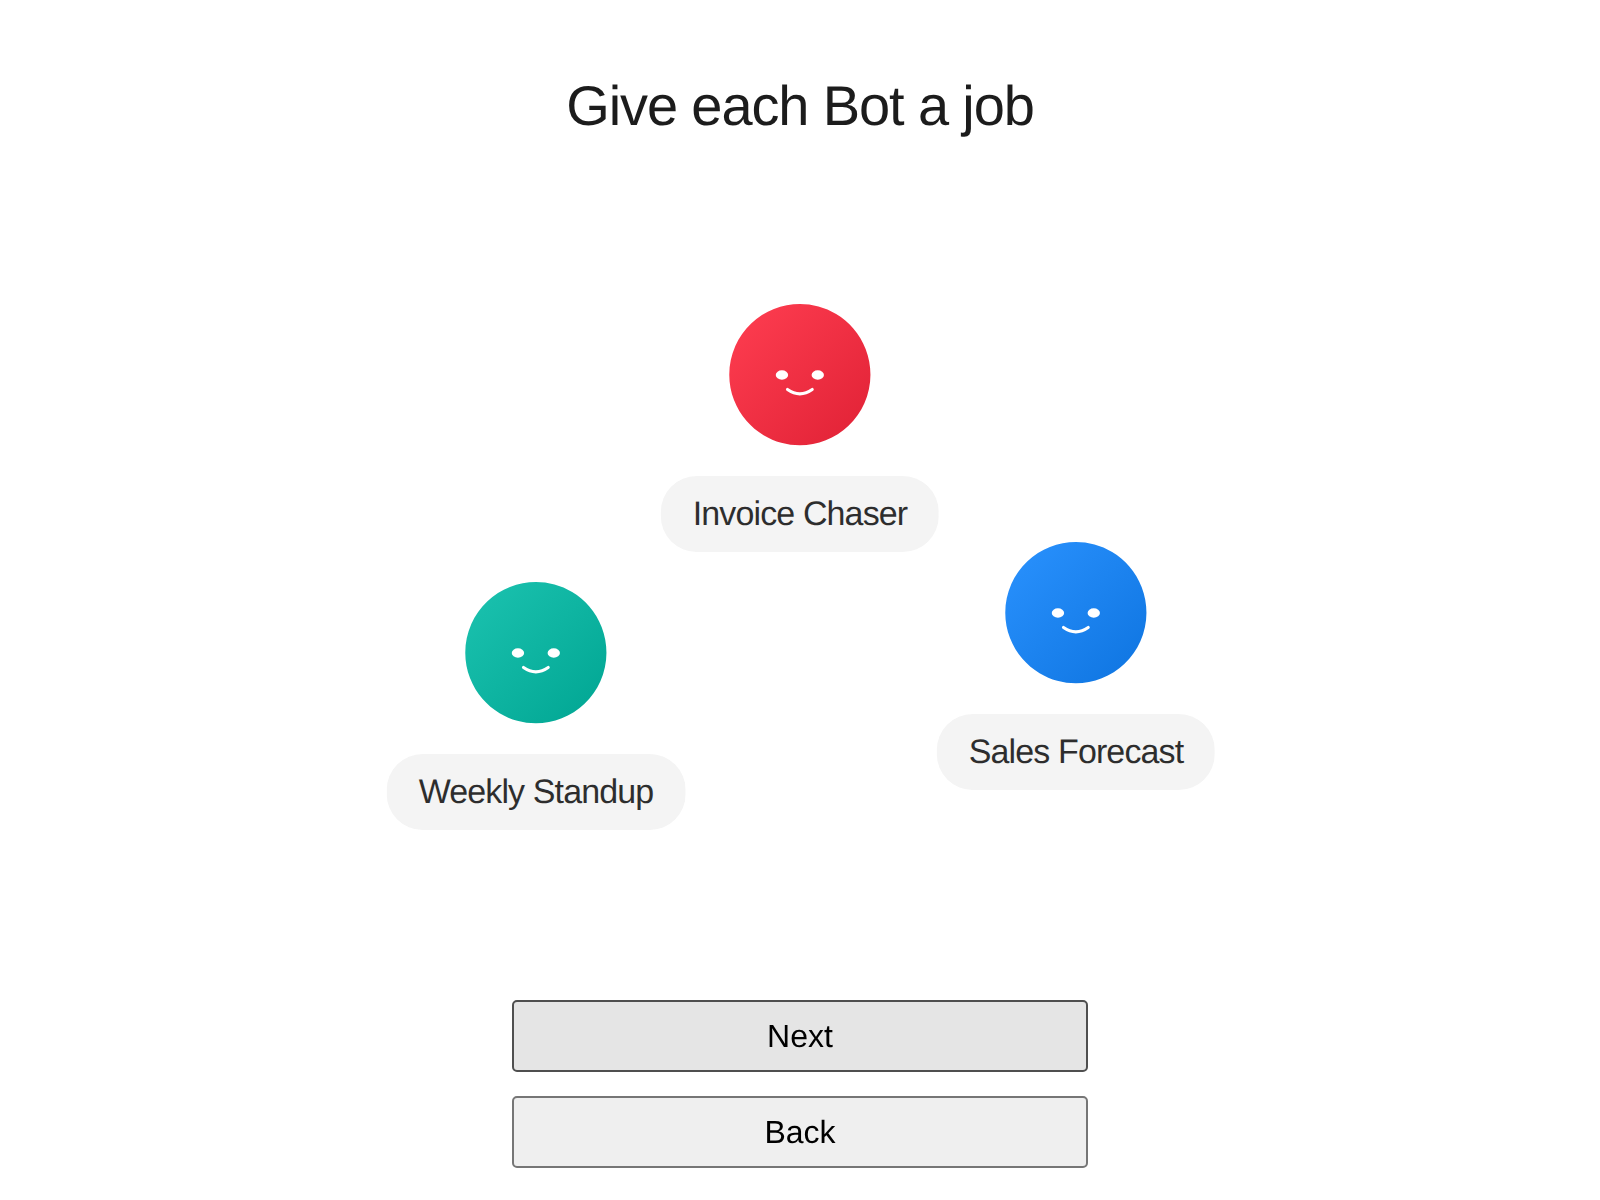 Give each Bot a job
Invoice Chaser
Sales Forecast
Weekly Standup
Next
Back